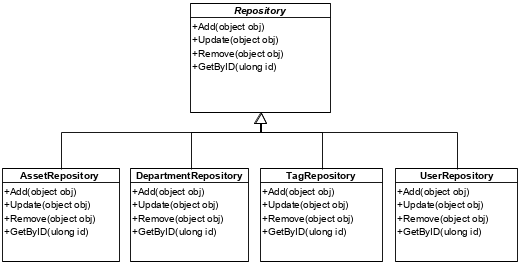 Repository
+Add(object obj)
+Update(object obj)
+Remove(object obj)
+GetByID(ulong id)
AssetRepository
+Add(object obj)
+Update(object obj)
+Remove(object obj)
+GetByID(ulong id)
DepartmentRepository
+Add(object obj)
+Update(object obj)
+Remove(object obj)
+GetByID(ulong id)
TagRepository
+Add(object obj)
+Update(object obj)
+Remove(object obj)
+GetByID(ulong id)
UserRepository
+Add(object obj)
+Update(object obj)
+Remove(object obj)
+GetByID(ulong id)